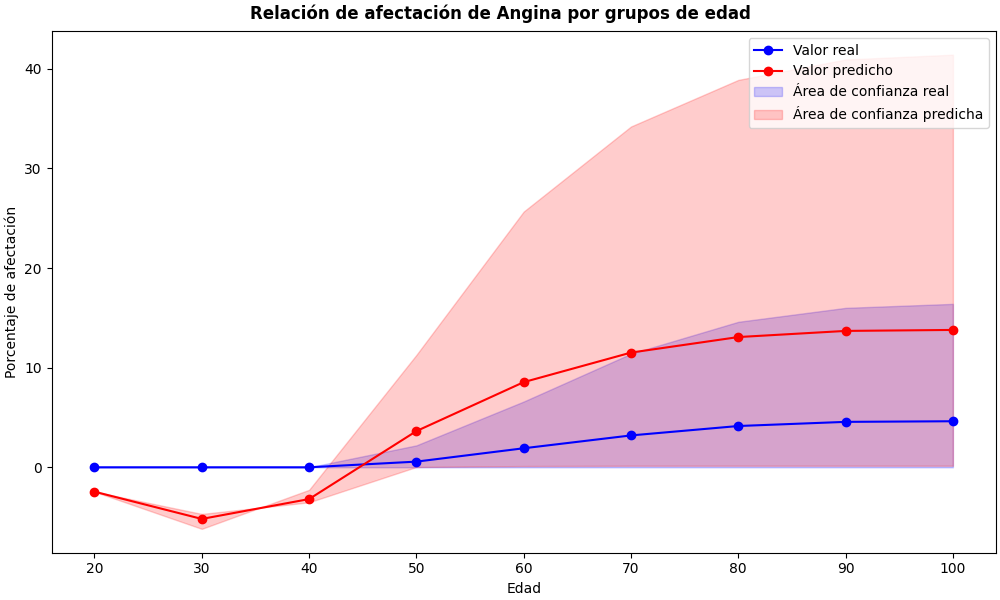 Relación de afectación de Angina por grupos de edad
Valor real
Valor predicho
Área de confianza real
Área de confianza predicha
Porcentaje de afectación
40
30
20
10
0
20 30 40 50 60 70 80 90 100
Edad